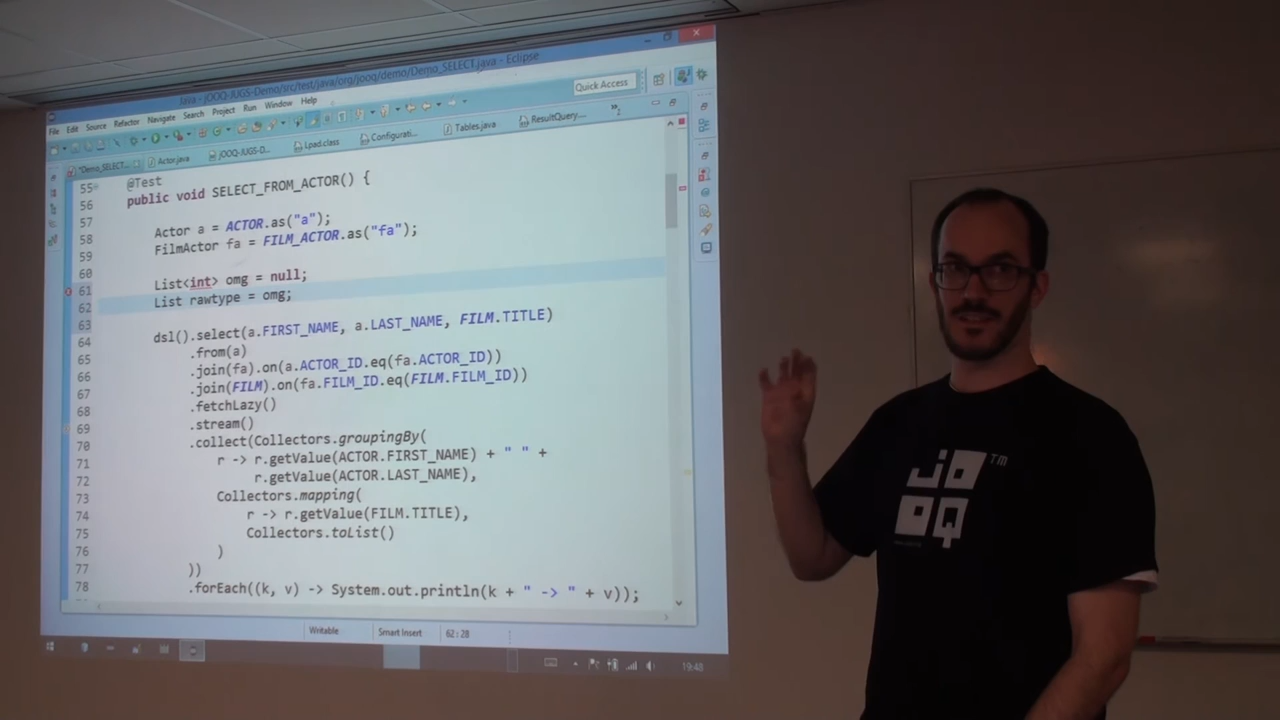 Java - jOOQ-JUGS-Demo/src/test/java/org/jooq/demo/Demo_SELECT.java - Eclipse
File Edit Source Refactor Navigate Search Project Run Window Help
Quick Access
*Demo_SELECT... Actor.java jOOQ-JUGS-D... Lpad.class Configurati... Tables.java ResultQuery....
55 @Test
56 public void SELECT_FROM_ACTOR() {
57
58 Actor a = ACTOR.as("a");
59 FilmActor fa = FILM_ACTOR.as("fa");
60
61 List<int> omg = null;
62 List rawtype = omg;
63
64 dsl().select(a.FIRST_NAME, a.LAST_NAME, FILM.TITLE)
65 .from(a)
66 .join(fa).on(a.ACTOR_ID.eq(fa.ACTOR_ID))
67 .join(FILM).on(fa.FILM_ID.eq(FILM.FILM_ID))
68 .fetchLazy()
69 .stream()
70 .collect(Collectors.groupingBy(
71 r -> r.getValue(ACTOR.FIRST_NAME) + " " +
72 r.getValue(ACTOR.LAST_NAME),
73 Collectors.mapping(
74 r -> r.getValue(FILM.TITLE),
75 Collectors.toList()
76 )
77 ))
78 .forEach((k, v) -> System.out.println(k + " -> " + v));
Writable Smart Insert 62 : 28
19:48
jO TM
OQ